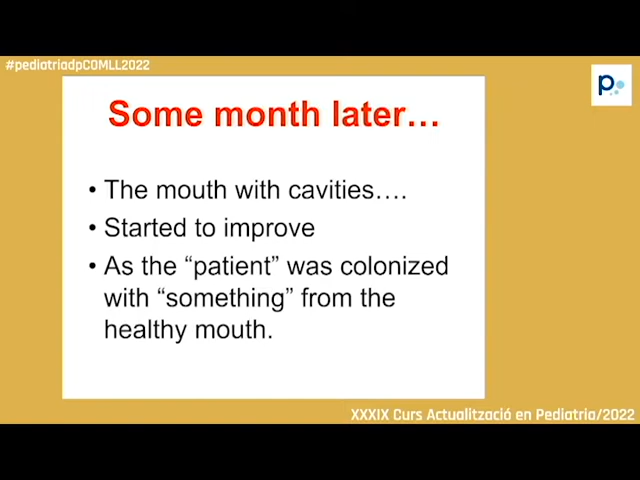 #pediatriadpCOMLL2022
p
Some month later…
• The mouth with cavities….
• Started to improve
• As the “patient” was colonized
with “something” from the
healthy mouth.
XXXIX Curs Actualització en Pediatria/2022